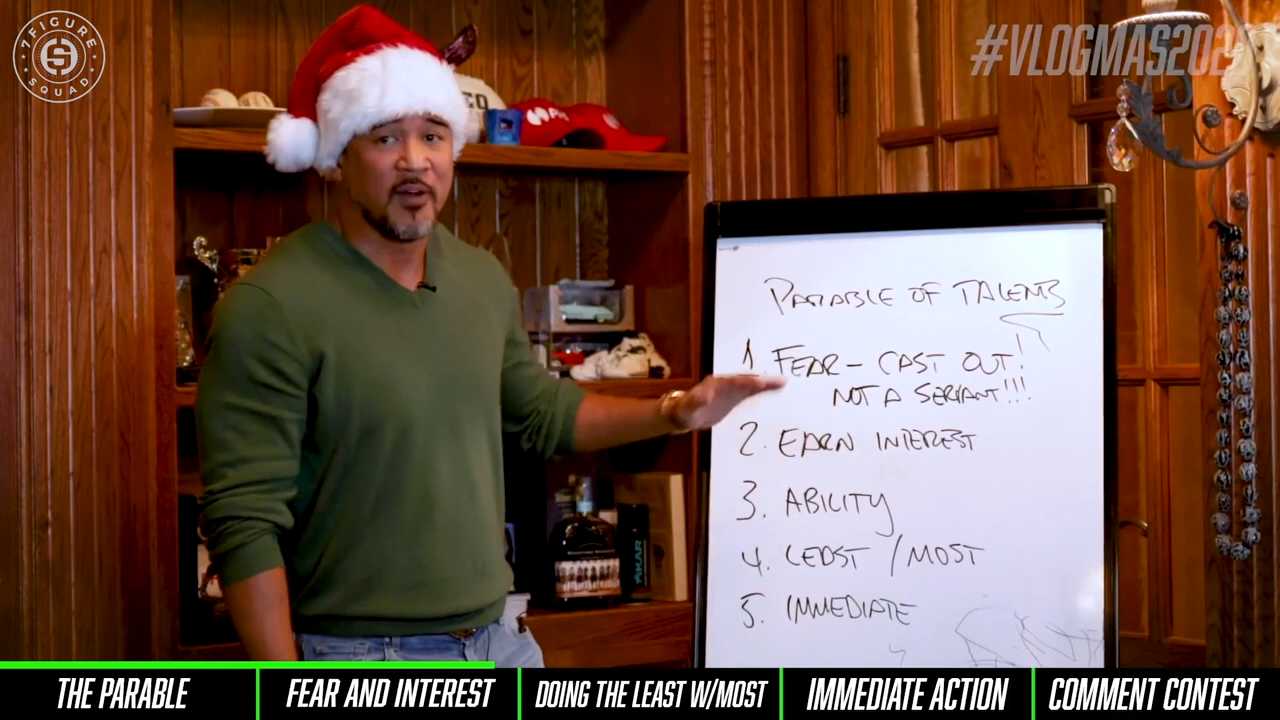 7FIGURE
SQUAD
#VLOGMAS202
PARABLE OF TALENTS
1. FEAR - CAST OUT!
NOT A SERVANT!!!
2. EARN INTEREST
3. ABILITY
4. LEAST / MOST
5. IMMEDIATE
THE PARABLE
FEAR AND INTEREST
DOING THE LEAST W/MOST
IMMEDIATE ACTION
COMMENT CONTEST